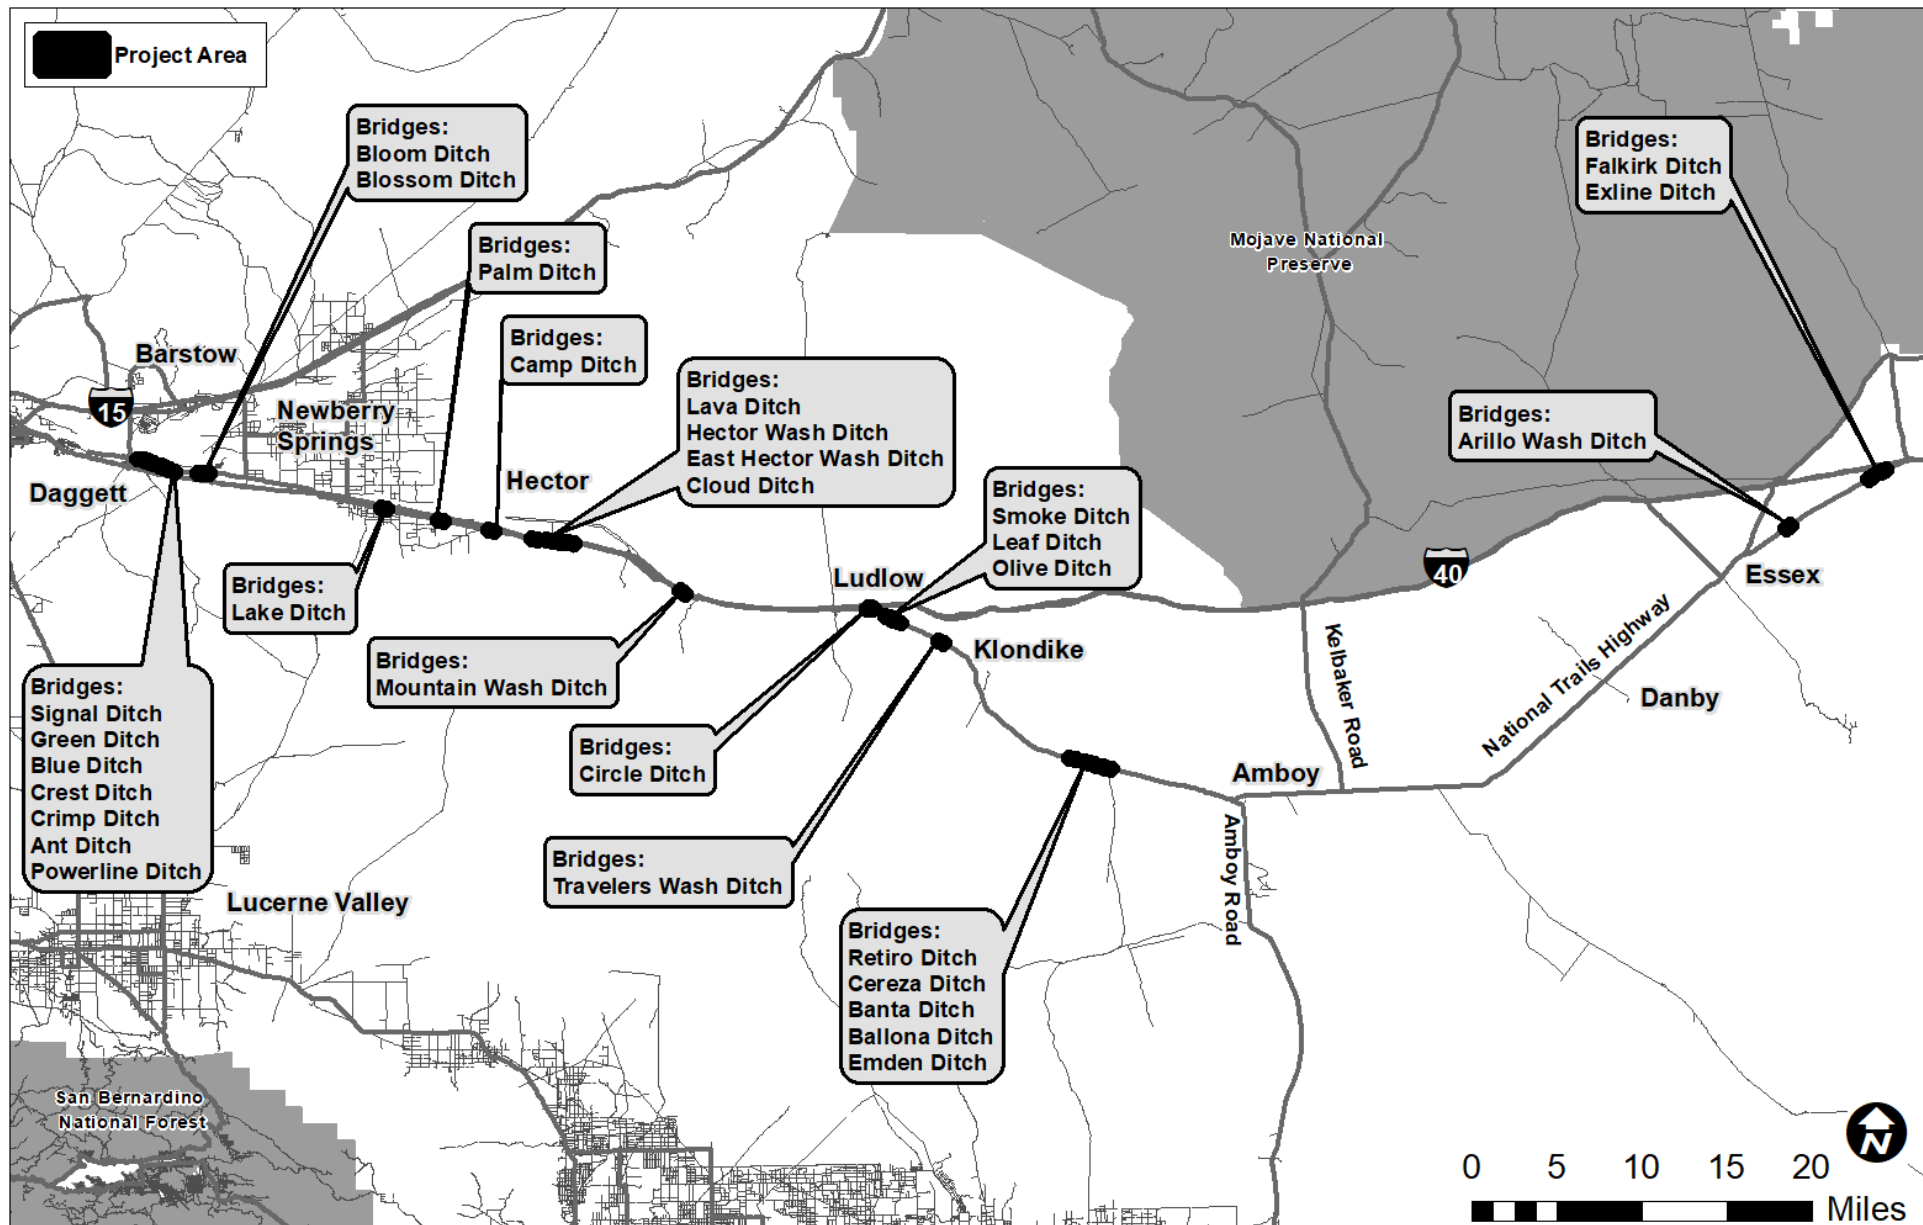 Project Area
Bridges:
Bloom Ditch
Blossom Ditch
Bridges:
Falkirk Ditch
Exline Ditch
Bridges:
Palm Ditch
Mojave National
Preserve
Bridges:
Camp Ditch
Barstow
15
Newberry
Springs
Bridges:
Lava Ditch
Hector Wash Ditch
East Hector Wash Ditch
Cloud Ditch
Bridges:
Arillo Wash Ditch
Daggett
Hector
Bridges:
Smoke Ditch
Leaf Ditch
Olive Ditch
Ludlow
40
Essex
Bridges:
Lake Ditch
Klondike
Bridges:
Mountain Wash Ditch
Kelbaker Road
National Trails Highway
Danby
Bridges:
Signal Ditch
Green Ditch
Blue Ditch
Crest Ditch
Crimp Ditch
Ant Ditch
Powerline Ditch
Bridges:
Circle Ditch
Amboy
Amboy Road
Bridges:
Travelers Wash Ditch
Lucerne Valley
Bridges:
Retiro Ditch
Cereza Ditch
Banta Ditch
Ballona Ditch
Emden Ditch
San Bernardino
National Forest
N
0 5 10 15 20
Miles